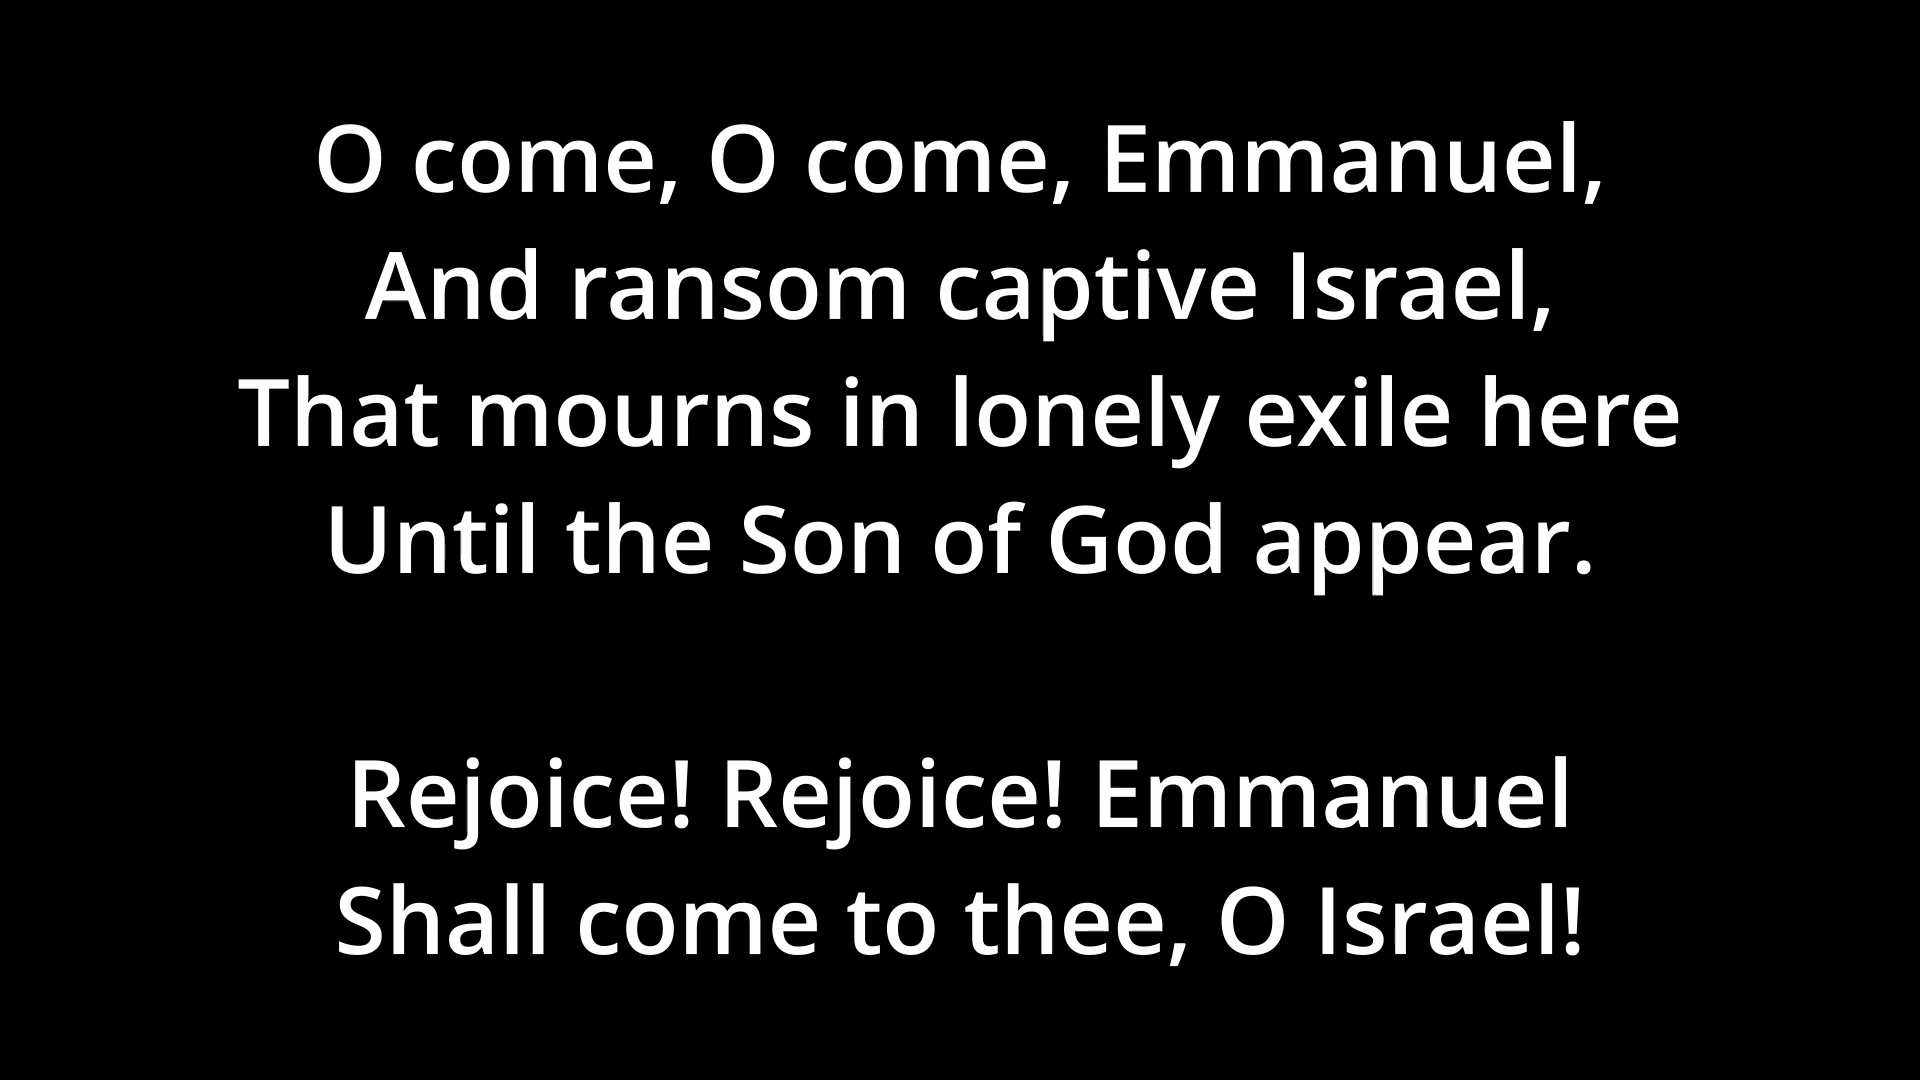 O come, O come, Emmanuel,
And ransom captive Israel,
That mourns in lonely exile here
Until the Son of God appear.
Rejoice! Rejoice! Emmanuel
Shall come to thee, O Israel!